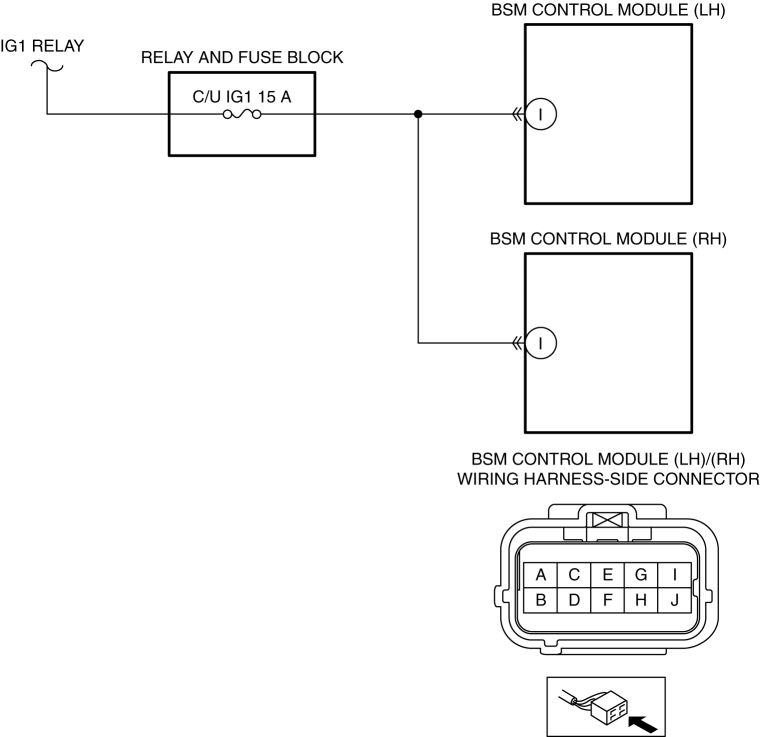 BSM CONTROL MODULE (LH)
IG1 RELAY
RELAY AND FUSE BLOCK
C/U IG1 15 A
I
BSM CONTROL MODULE (RH)
I
BSM CONTROL MODULE (LH)/(RH)
WIRING HARNESS-SIDE CONNECTOR
A C E G I
B D F H J